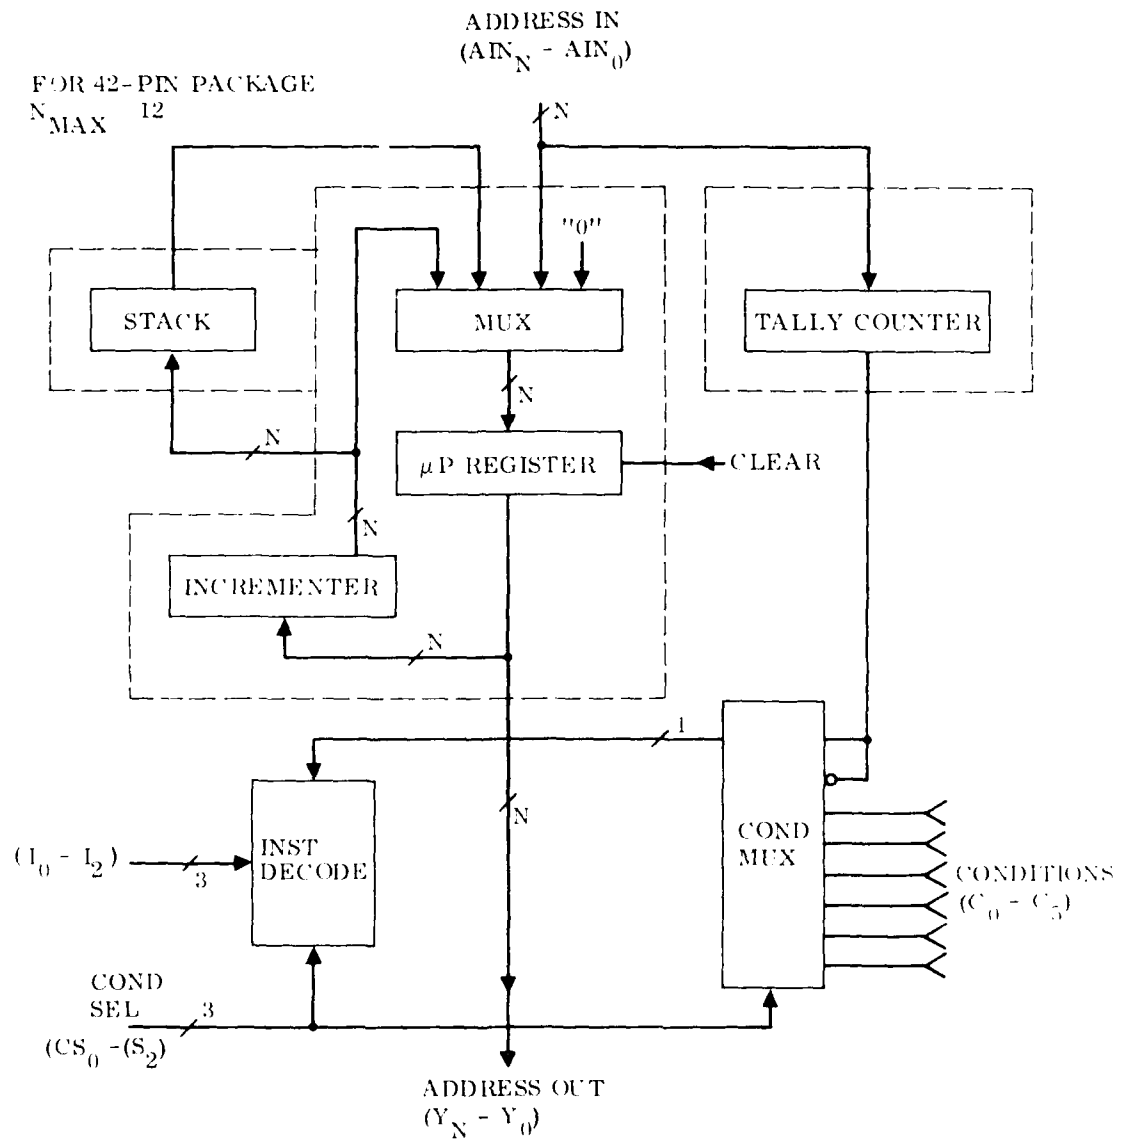 ADDRESS IN
(AIN_N - AIN_0)
FOR 42-PIN PACKAGE
N_MAX 12
N
"0"
STACK
MUX
TALLY COUNTER
N
N
µP REGISTER
CLEAR
N
INCREMENTER
N
1
N
COND
MUX
INST
DECODE
(I_0 - I_2)
3
CONDITIONS
(C_0 - C_5)
COND
SEL
3
(CS_0 -(S_2)
ADDRESS OUT
(Y_N - Y_0)